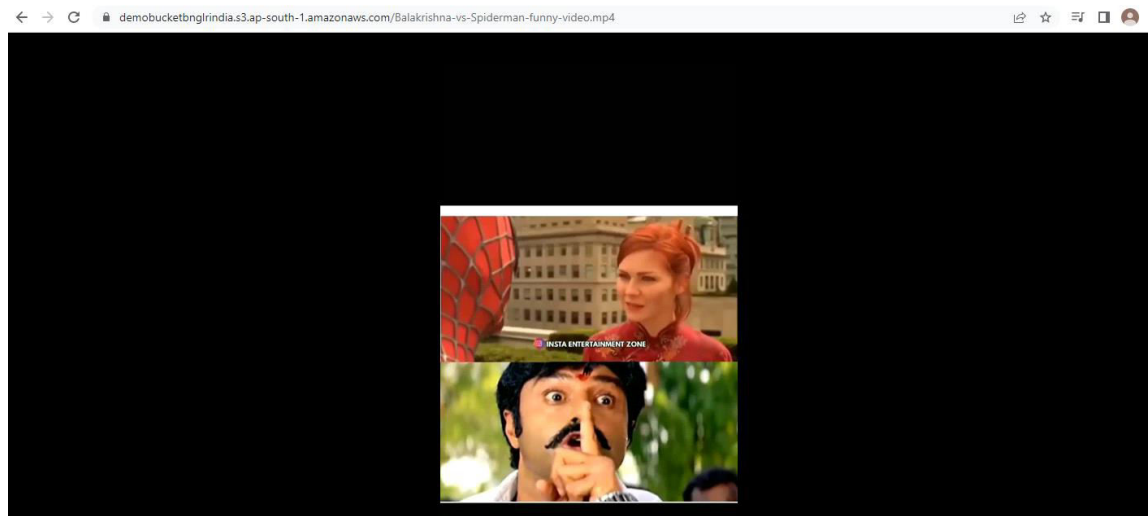 demobucketbnglrindia.s3.ap-south-1.amazonaws.com/Balakrishna-vs-Spiderman-funny-video.mp4
INSTA ENTERTAINMENT ZONE